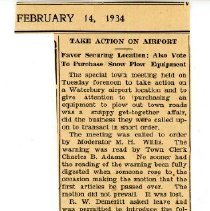 FEBRUARY 14, 1934
TAKE ACTION ON AIRPORT
Favor Securing Location; Also Vote
To Purchase Snow Plow Equipment
The special town meeting held on
Tuesday forenoon to take action on
a Waterbury airport location and to
give attention to purchasing an
equipment to plow out town roads
was a snappy get-together affair,
did the business they were called up-
on to transact in short order.
The meeting was called to order
by Moderator M. H. Willis. The
warning was read by Town Clerk
Charles B. Adams. No sooner had
the reading of the warning been fully
digested when someone rose to the
occasion making the motion that the
first articles be passed over. The
motion did not prevail. It was lost.
R. W. Demeritt asked leave and
was permitted to introduce the fol-